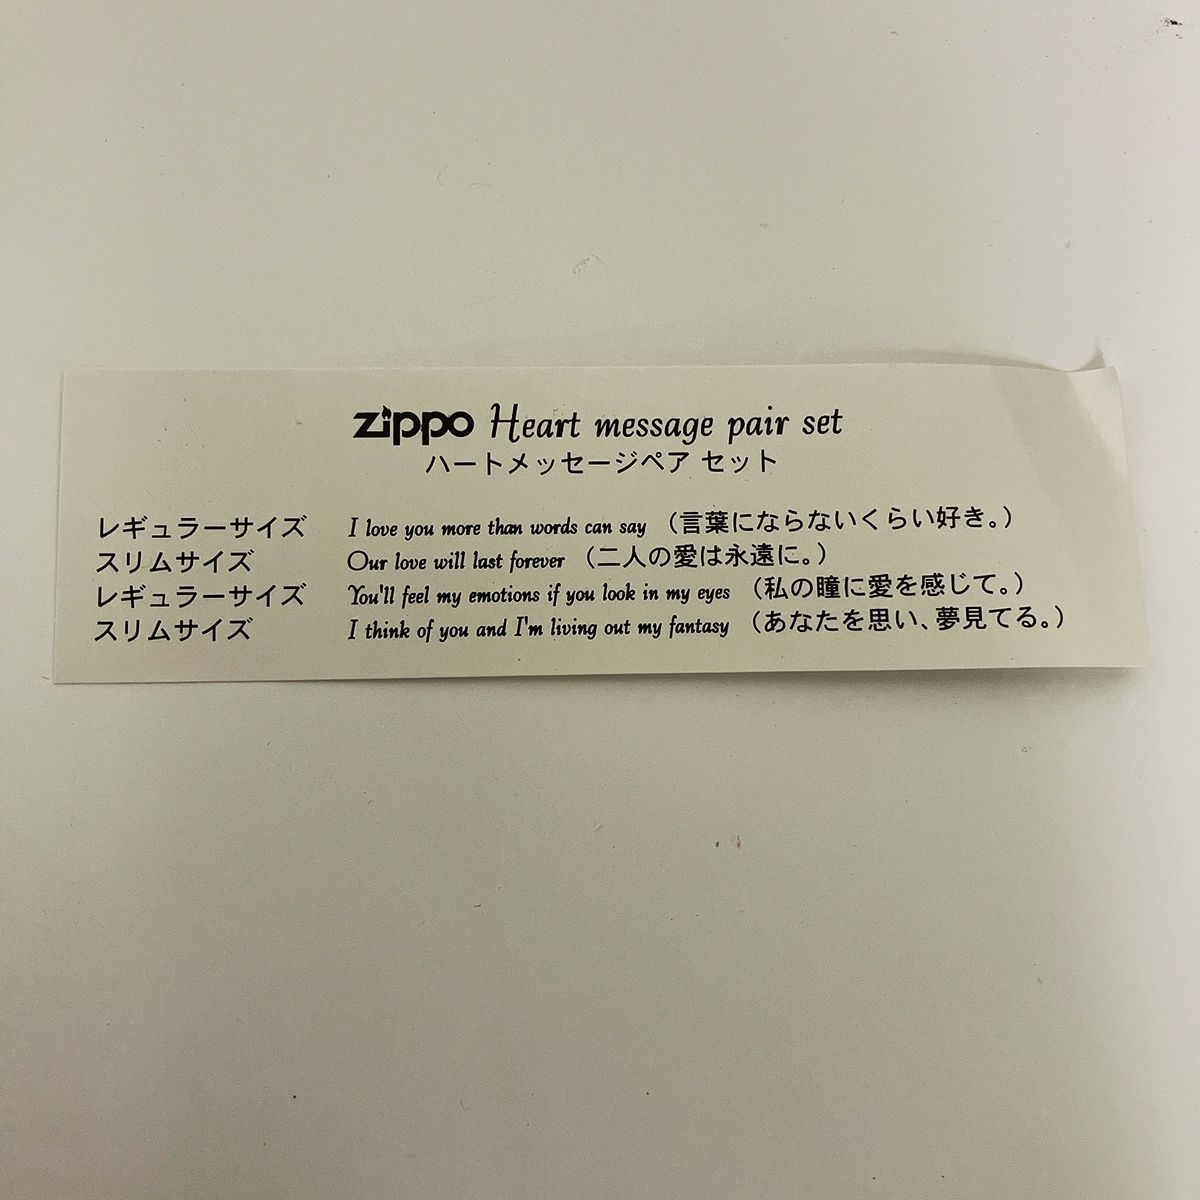 zippo Heart message pair set
ハートメッセージペア セット
レギュラーサイズ I love you more than words can say （言葉にならないくらい好き。）
スリムサイズ Our love will last forever （二人の愛は永遠に。）
レギュラーサイズ You'll feel my emotions if you look in my eyes （私の瞳に愛を感じて。）
スリムサイズ I think of you and I'm living out my fantasy （あなたを思い、夢見てる。）